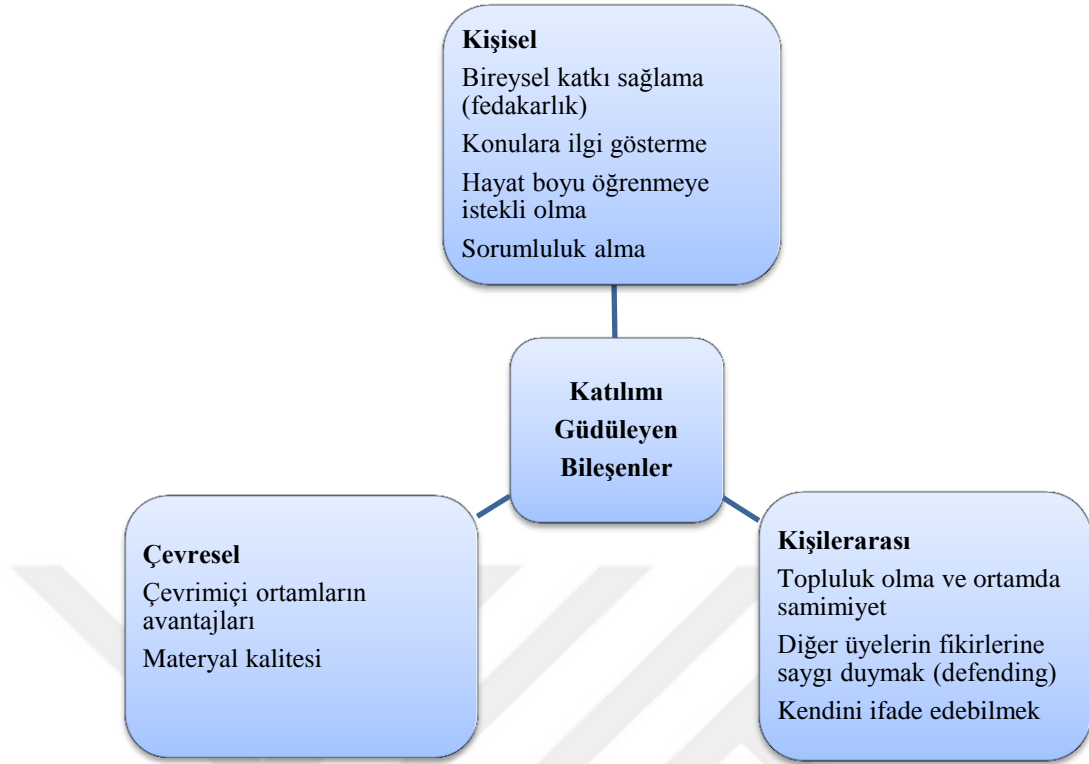 Kişisel
Bireysel katkı sağlama
(fedakarlık)
Konulara ilgi gösterme
Hayat boyu öğrenmeye
istekli olma
Sorumluluk alma
Katılımı
Güdüleyen
Bileşenler
Çevresel
Çevrimiçi ortamların
avantajları
Materyal kalitesi
Kişilerarası
Topluluk olma ve ortamda
samimiyet
Diğer üyelerin fikirlerine
saygı duymak (defending)
Kendini ifade edebilmek